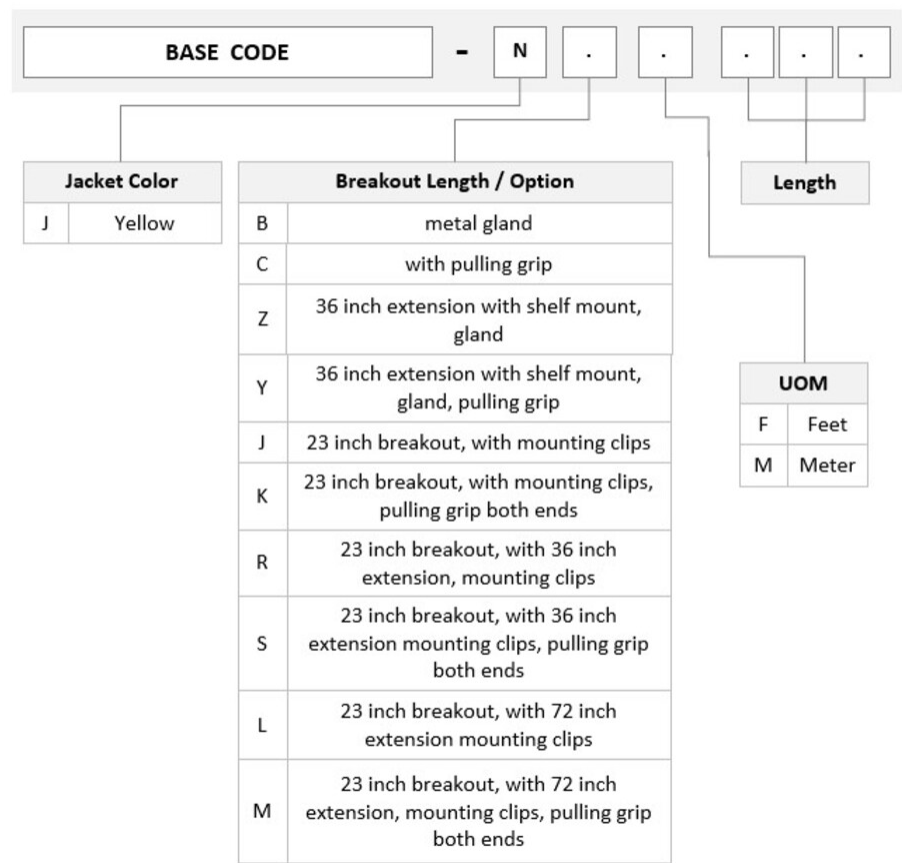 BASE CODE - N . . . . .
Jacket Color
J Yellow
Breakout Length / Option
B metal gland
C with pulling grip
Z 36 inch extension with shelf mount,
gland
Y 36 inch extension with shelf mount,
gland, pulling grip
J 23 inch breakout, with mounting clips
K 23 inch breakout, with mounting clips,
pulling grip both ends
R 23 inch breakout, with 36 inch
extension, mounting clips
S 23 inch breakout, with 36 inch
extension mounting clips, pulling grip
both ends
L 23 inch breakout, with 72 inch
extension mounting clips
M 23 inch breakout, with 72 inch
extension, mounting clips, pulling grip
both ends
Length
UOM
F Feet
M Meter